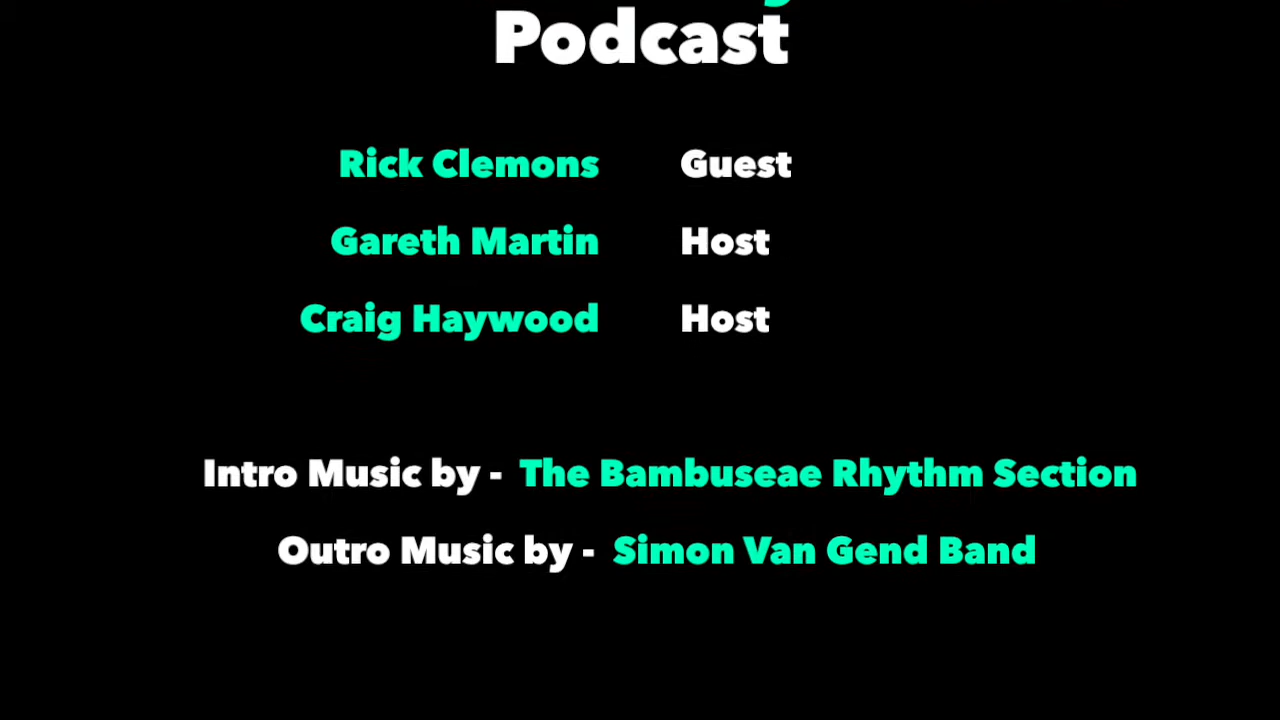 Podcast
Rick Clemons Guest
Gareth Martin Host
Craig Haywood Host
Intro Music by - The Bambuseae Rhythm Section
Outro Music by - Simon Van Gend Band